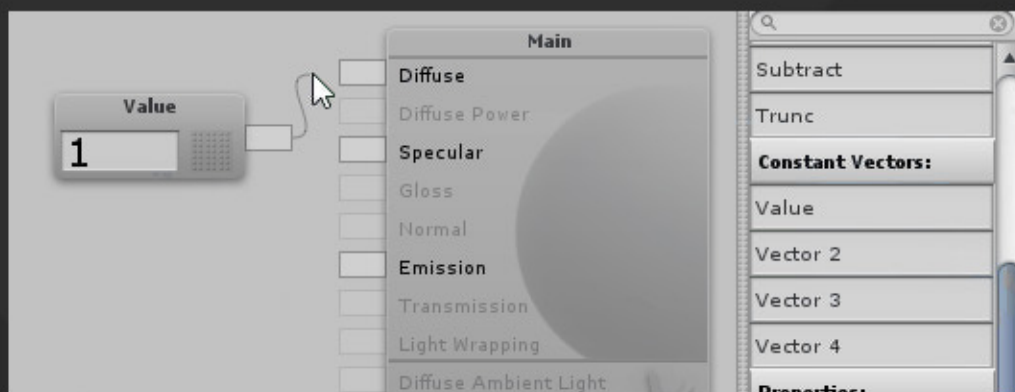 Main
Diffuse
Diffuse Power
Specular
Gloss
Normal
Emission
Transmission
Light Wrapping
Diffuse Ambient Light
Value
1
Subtract
Trunc
Constant Vectors:
Value
Vector 2
Vector 3
Vector 4
Properties: